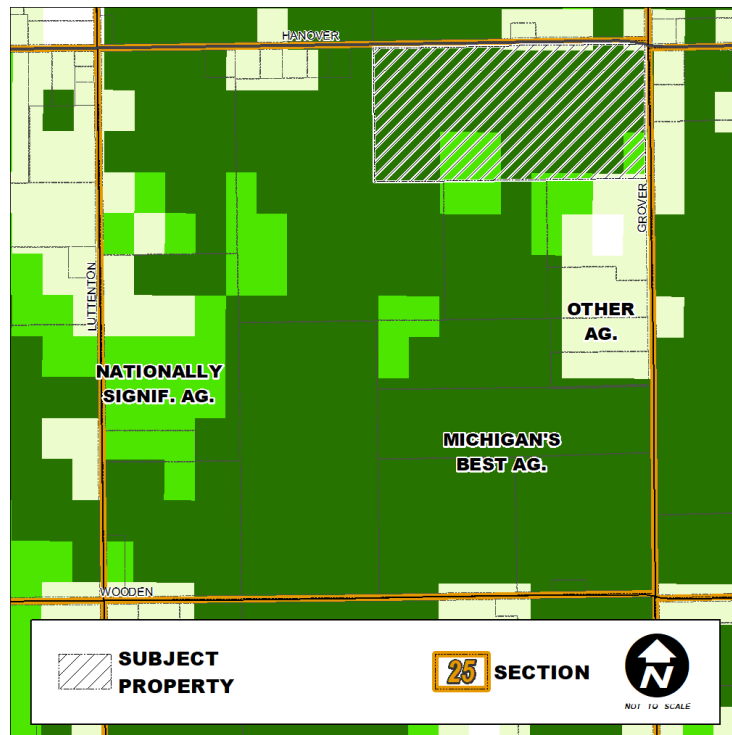 HANOVER
GROVER
LUTTENTON
OTHER
AG.
NATIONALLY
SIGNIF. AG.
MICHIGAN'S
BEST AG.
WOODEN
SUBJECT
PROPERTY
25
SECTION
N
NOT TO SCALE